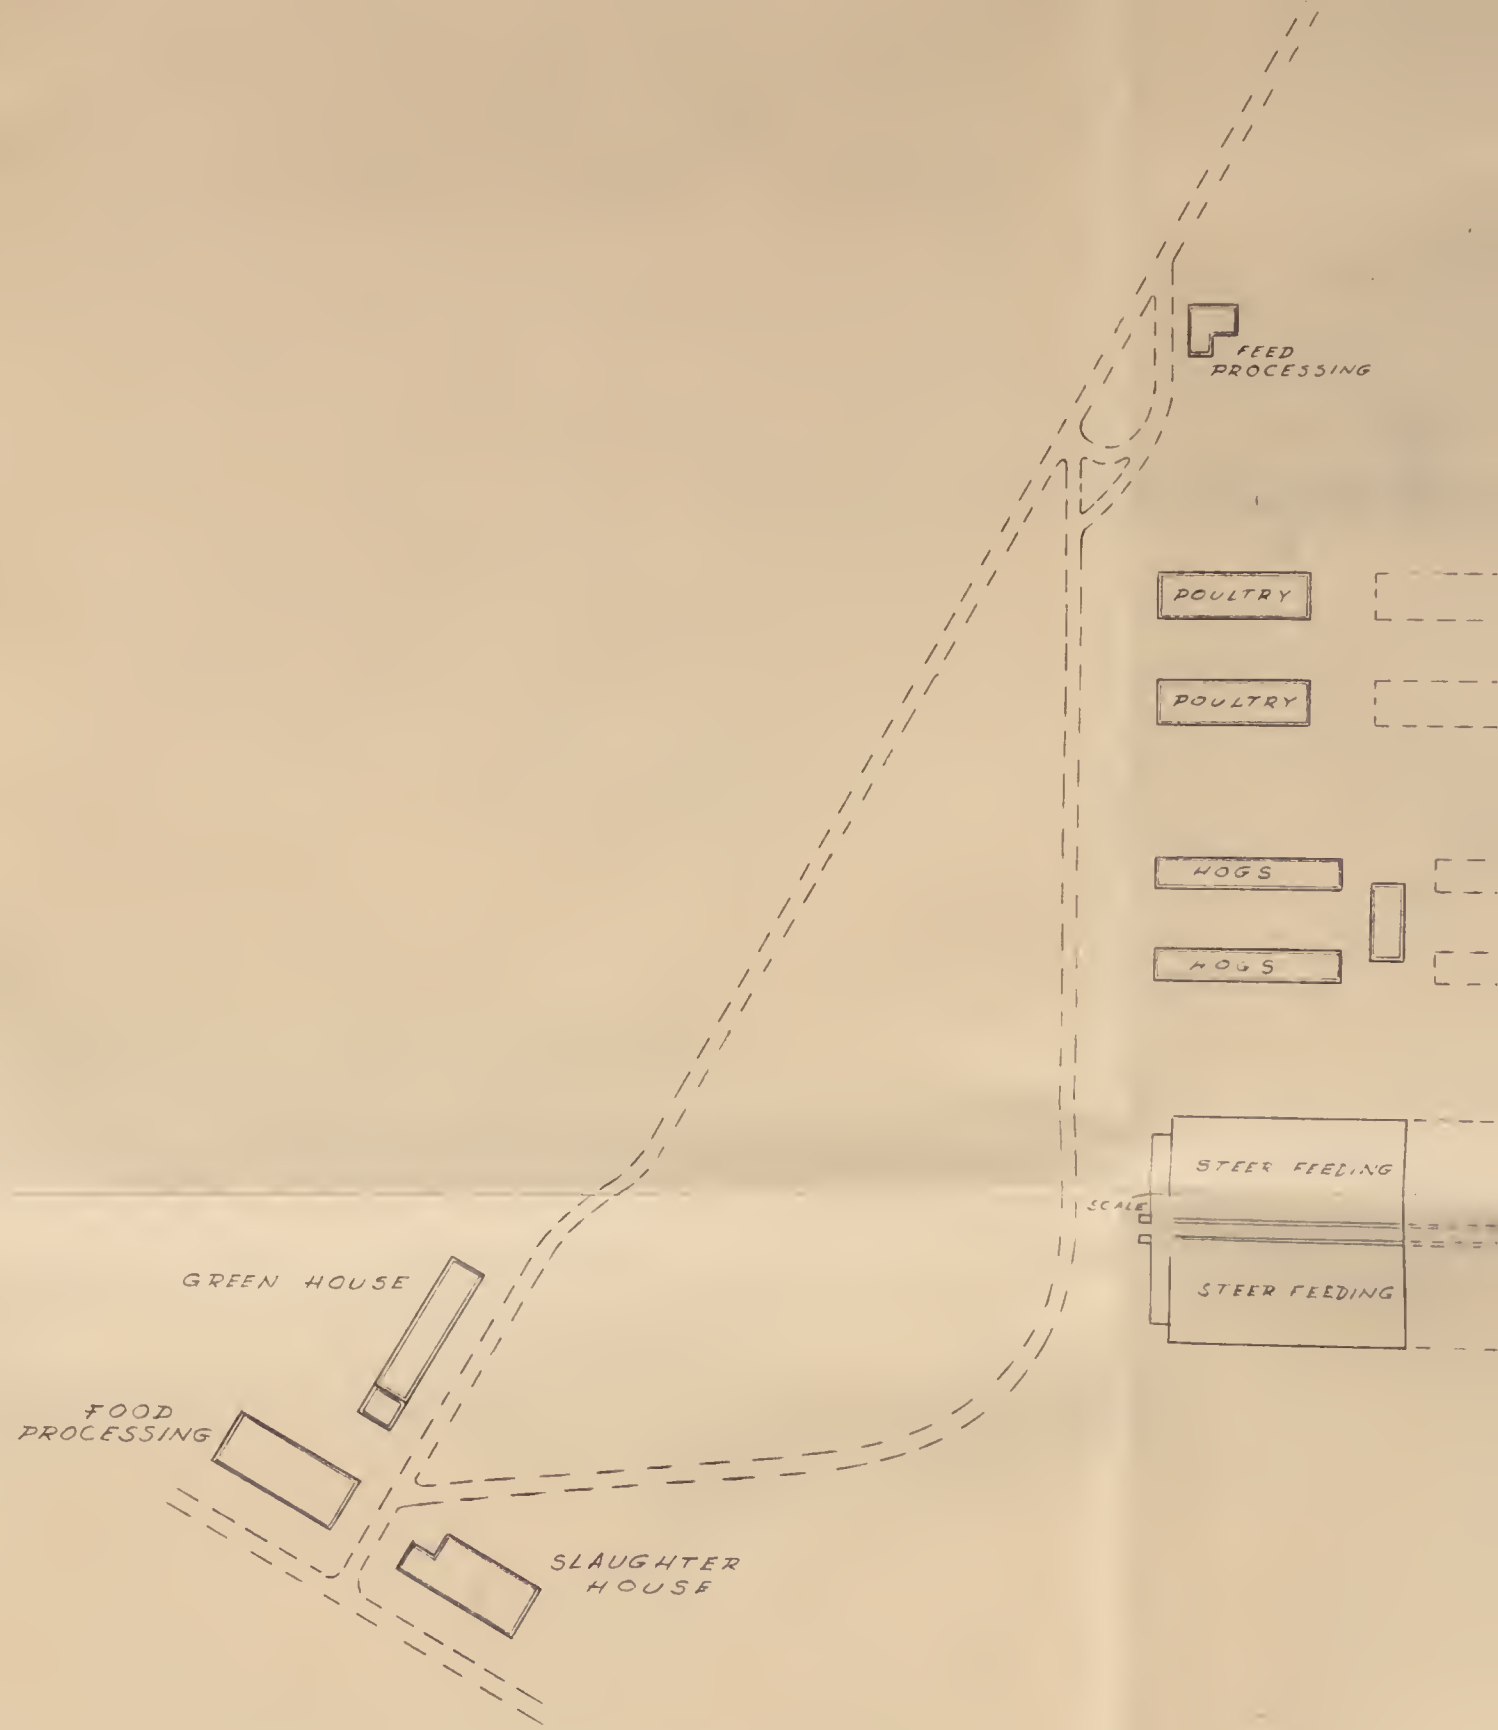 FEED
PROCESSING
POULTRY
POULTRY
HOGS
HOGS
STEER FEEDING
SCALE
STEER FEEDING
GREEN HOUSE
FOOD
PROCESSING
SLAUGHTER
HOUSE